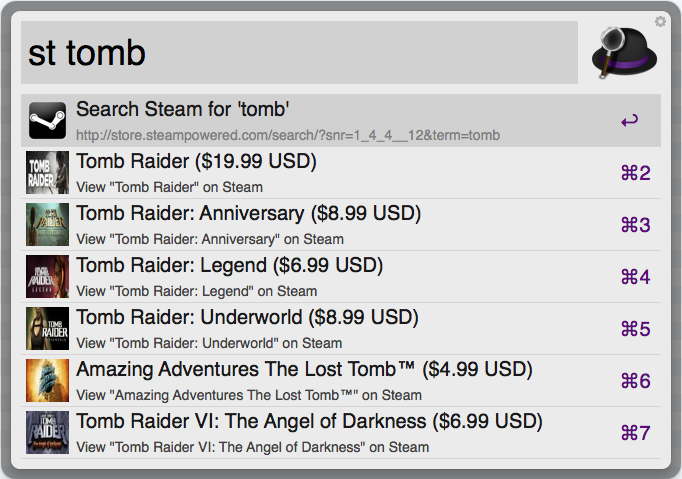 st tomb
Search Steam for 'tomb'
http://store.steampowered.com/search/?snr=1_4_4__12&term=tomb
↩
Tomb Raider ($19.99 USD)
View "Tomb Raider" on Steam
⌘2
Tomb Raider: Anniversary ($8.99 USD)
View "Tomb Raider: Anniversary" on Steam
⌘3
Tomb Raider: Legend ($6.99 USD)
View "Tomb Raider: Legend" on Steam
⌘4
Tomb Raider: Underworld ($8.99 USD)
View "Tomb Raider: Underworld" on Steam
⌘5
Amazing Adventures The Lost Tomb™ ($4.99 USD)
View "Amazing Adventures The Lost Tomb™" on Steam
⌘6
Tomb Raider VI: The Angel of Darkness ($6.99 USD)
View "Tomb Raider VI: The Angel of Darkness" on Steam
⌘7
TOMB
RAIDER
RAIDER
TOMB
RAIDER
TOMB
RAIDER